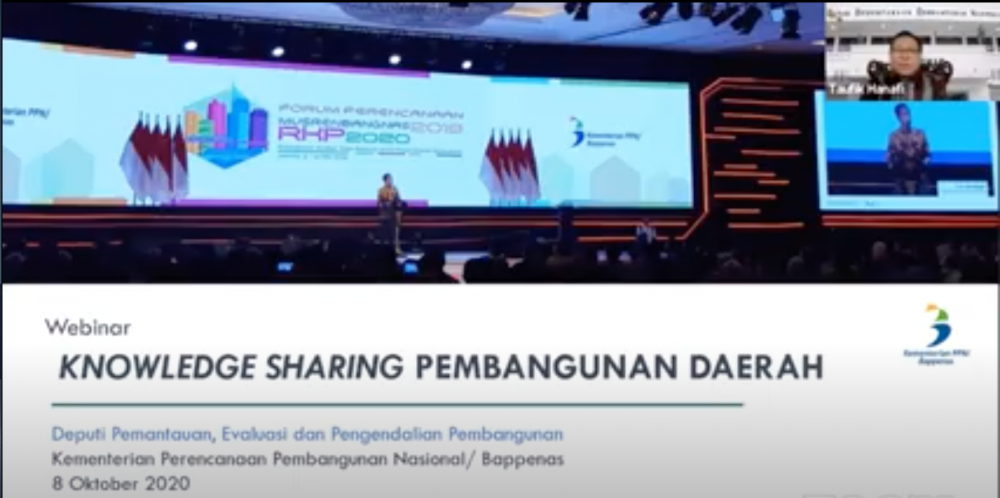 FORUM PERENCANAAN
MUSRENBANGNAS 2019
RKP 2020
Kementerian PPN/
Bappenas
Taufik Hanafi
Webinar
KNOWLEDGE SHARING PEMBANGUNAN DAERAH
Kementerian PPN/
Bappenas
Deputi Pemantauan, Evaluasi dan Pengendalian Pembangunan
Kementerian Perencanaan Pembangunan Nasional/ Bappenas
8 Oktober 2020